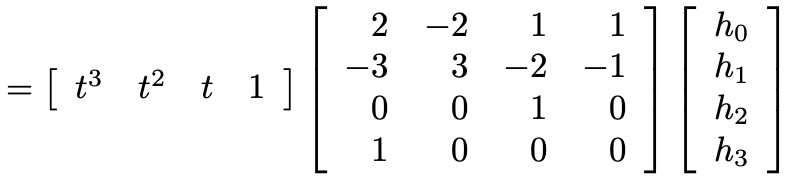 = [ t³ t² t 1 ] [ 2 −2 1 1 ] [ h₀ ]
[ −3 3 −2 −1 ] [ h₁ ]
[ 0 0 1 0 ] [ h₂ ]
[ 1 0 0 0 ] [ h₃ ]